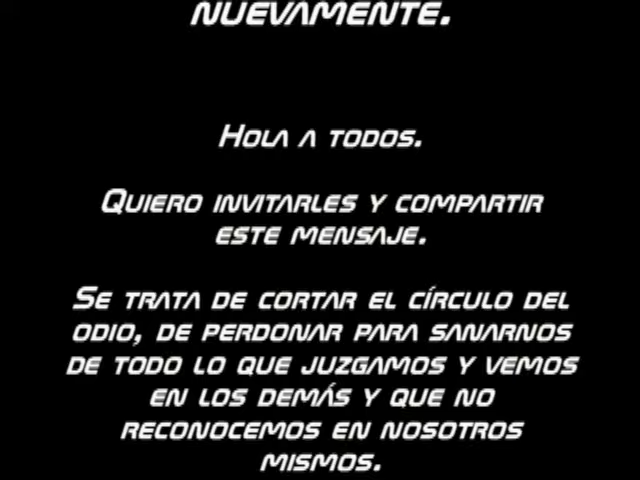 NUEVAMENTE.
HOLA A TODOS.
QUIERO INVITARLES Y COMPARTIR
ESTE MENSAJE.
SE TRATA DE CORTAR EL CÍRCULO DEL
ODIO, DE PERDONAR PARA SANARNOS
DE TODO LO QUE JUZGAMOS Y VEMOS
EN LOS DEMÁS Y QUE NO
RECONOCEMOS EN NOSOTROS
MISMOS.